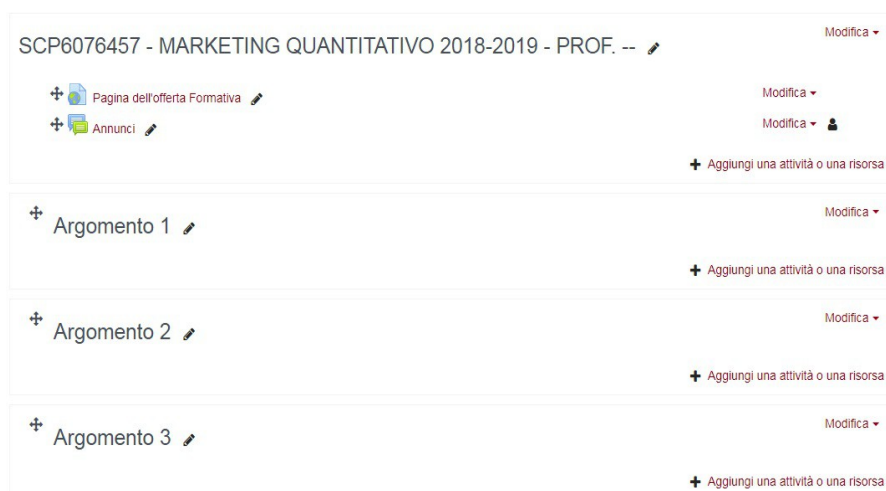 Modifica
SCP6076457 - MARKETING QUANTITATIVO 2018-2019 - PROF. --
Pagina dell'offerta Formativa Modifica
Annunci Modifica
Aggiungi una attività o una risorsa
Modifica
Argomento 1
Aggiungi una attività o una risorsa
Modifica
Argomento 2
Aggiungi una attività o una risorsa
Modifica
Argomento 3
Aggiungi una attività o una risorsa